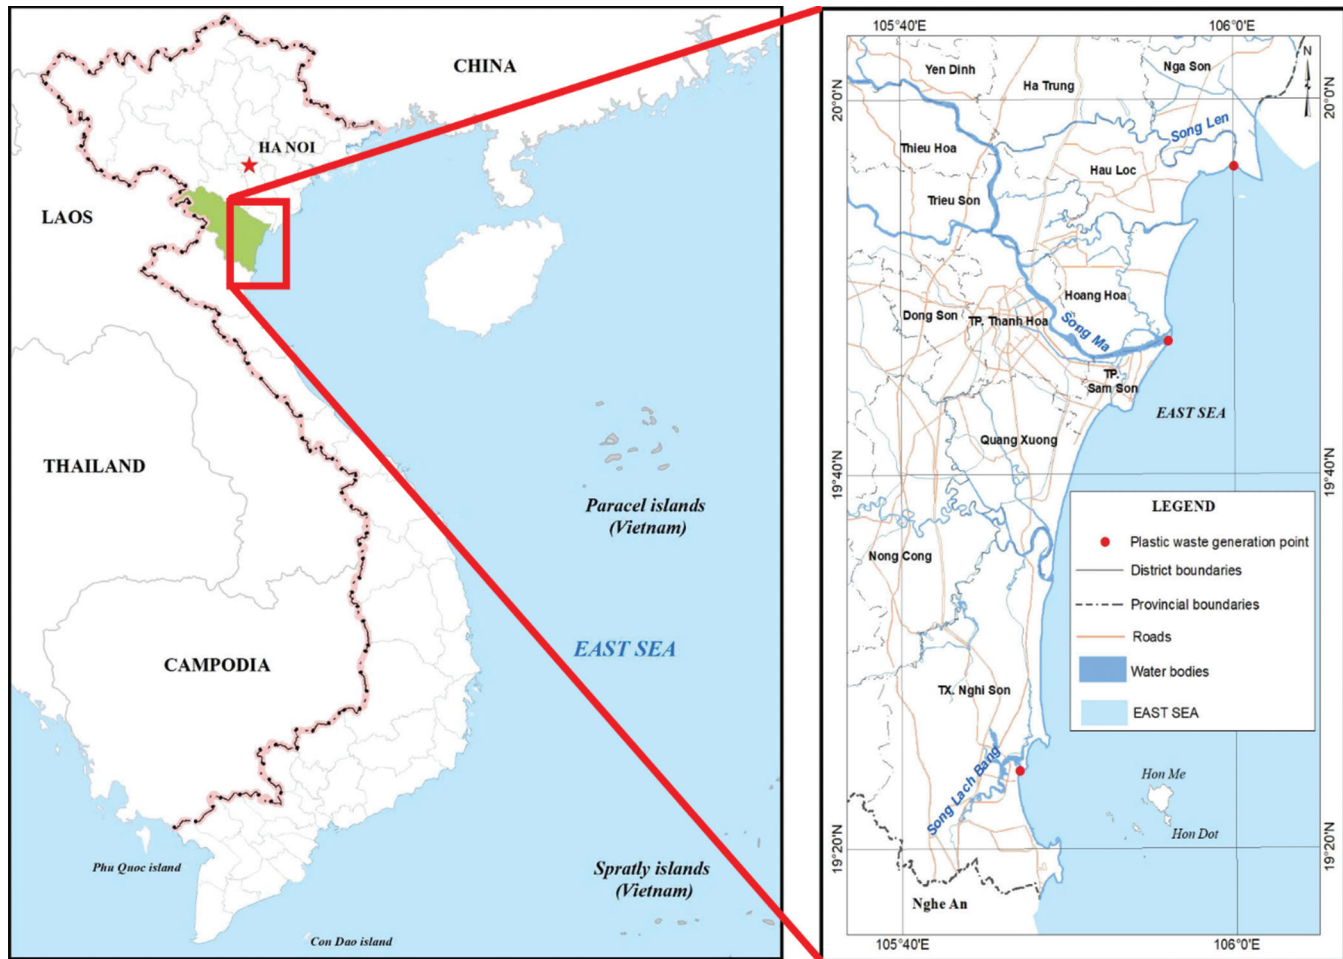 CHINA
HA NOI
LAOS
THAILAND
Paracel islands
(Vietnam)
EAST SEA
CAMPODIA
Phu Quoc island
Spratly islands
(Vietnam)
Con Dao island
105°40'E
106°0'E
N
Yen Dinh
Ha Trung
Nga Son
20°0'N
20°0'N
Song Len
Thieu Hoa
Hau Loc
Trieu Son
Hoang Hoa
Dong Son
TP. Thanh Hoa
Song Ma
TP.
Sam Son
EAST SEA
Quang Xuong
19°40'N
19°40'N
LEGEND
Plastic waste generation point
District boundaries
Provincial boundaries
Roads
Water bodies
EAST SEA
Nong Cong
TX. Nghi Son
Song Lach Bang
Hon Me
Hon Dot
19°20'N
19°20'N
Nghe An
105°40'E
106°0'E